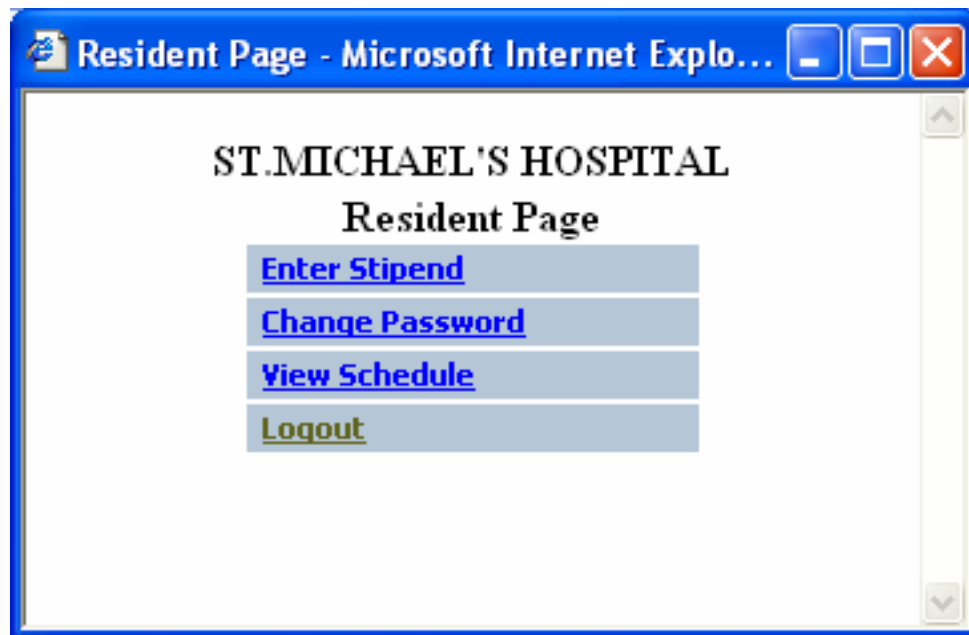 Resident Page - Microsoft Internet Explo...
ST.MICHAEL'S HOSPITAL
Resident Page
Enter Stipend
Change Password
View Schedule
Logout